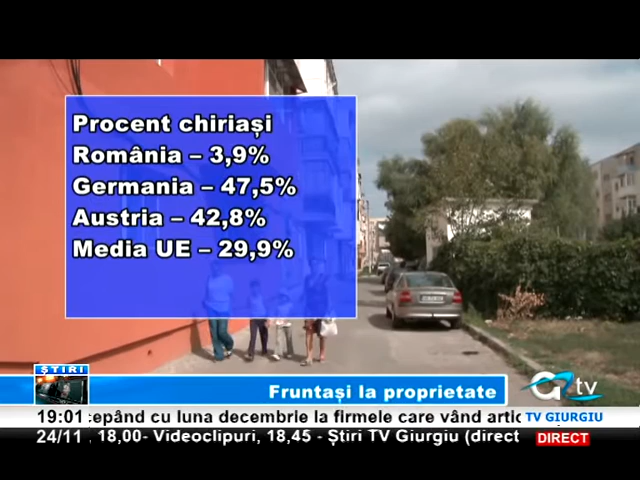 Procent chiriași
România – 3,9%
Germania – 47,5%
Austria – 42,8%
Media UE – 29,9%
ȘTIRI
Fruntași la proprietate
G tv
19:01 cepând cu luna decembrie la firmele care vând artic TV GIURGIU
24/11 18,00- Videoclipuri, 18,45 - Știri TV Giurgiu (direct DIRECT